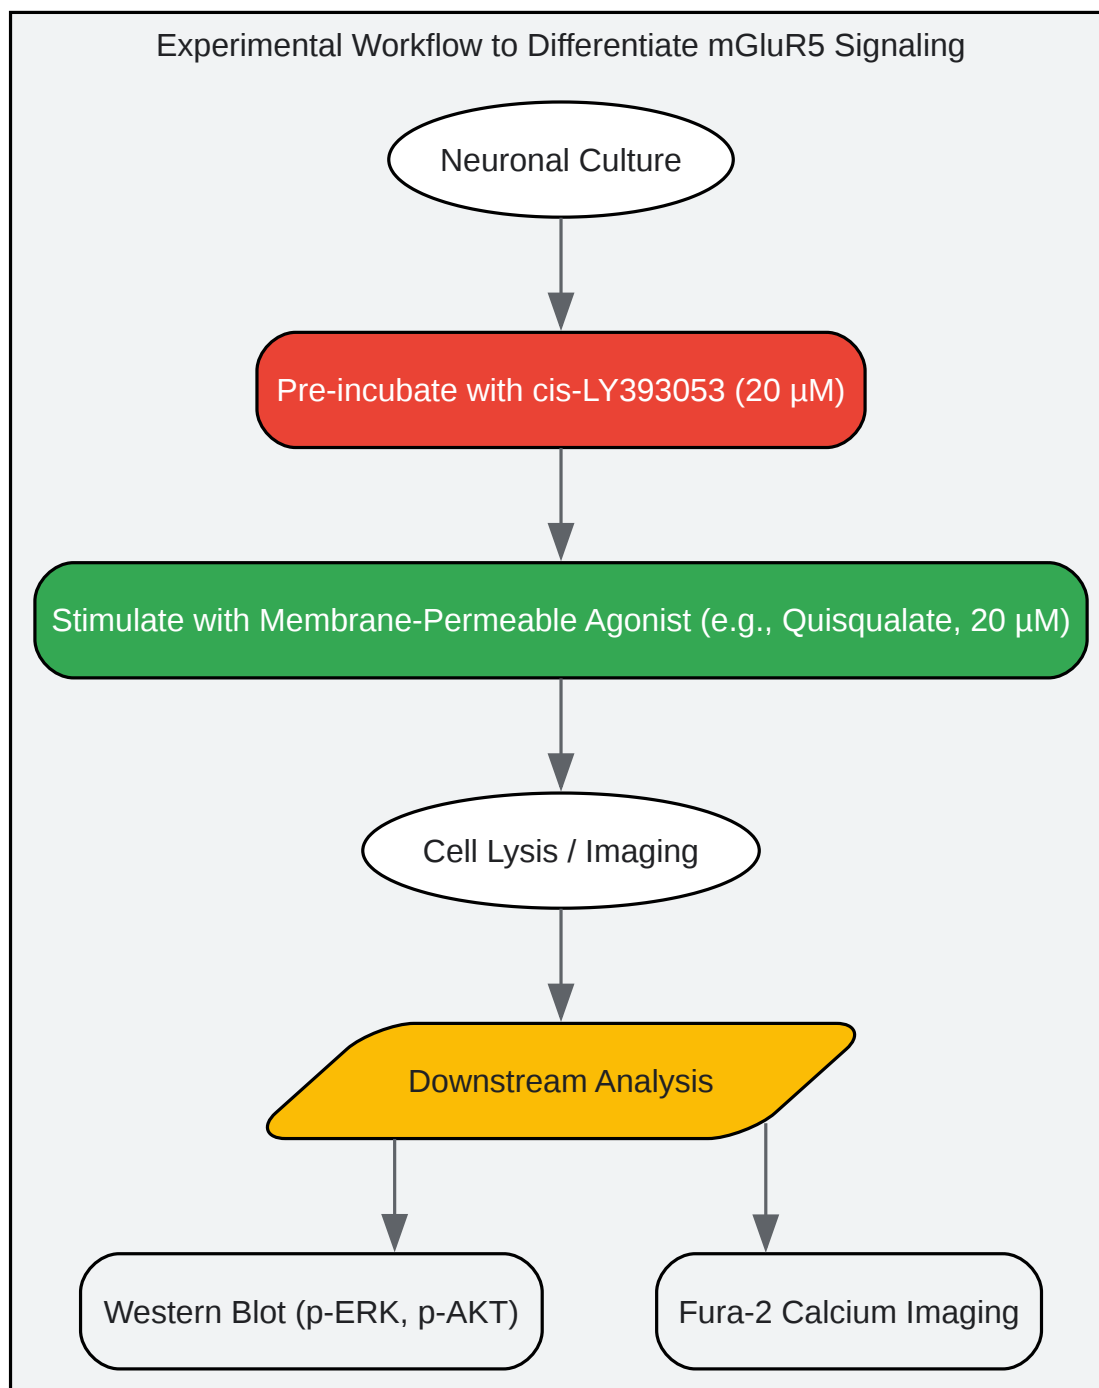 Experimental Workflow to Differentiate mGluR5 Signaling
Neuronal Culture
Pre-incubate with cis-LY393053 (20 µM)
Stimulate with Membrane-Permeable Agonist (e.g., Quisqualate, 20 µM)
Cell Lysis / Imaging
Downstream Analysis
Western Blot (p-ERK, p-AKT)
Fura-2 Calcium Imaging